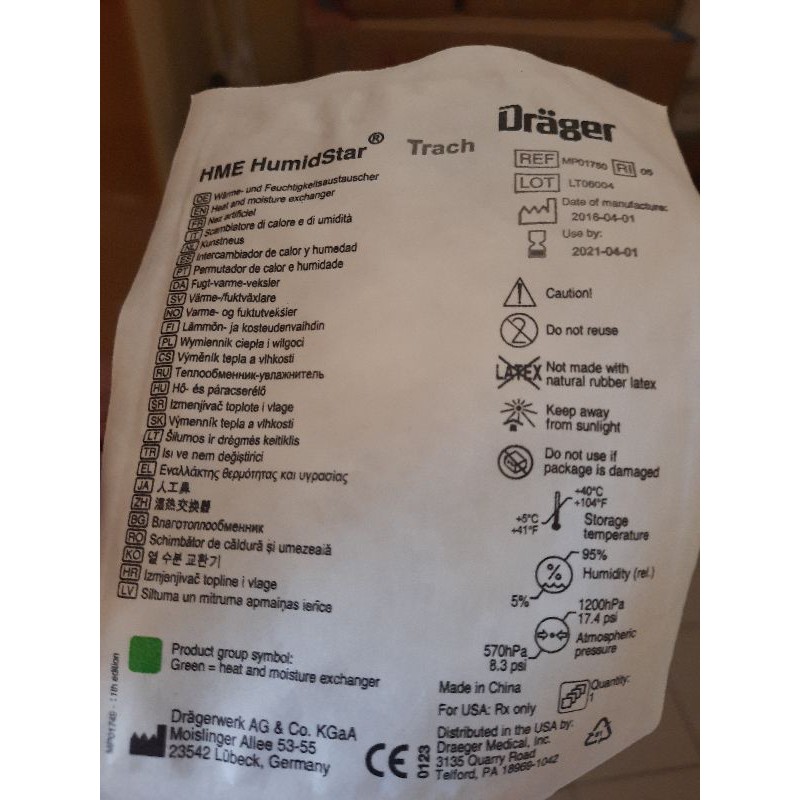 HME HumidStar® Trach
DE Wärme- und Feuchtigkeitsaustauscher
EN Heat and moisture exchanger
FR Nez artificiel
IT Scambiatore di calore e di umidità
NL Kunstneus
ES Intercambiador de calor y humedad
PT Permutador de calor e humidade
DA Fugt-varme-veksler
SV Värme-/fuktväxlare
NO Varme- og fuktutveksler
FI Lämmön- ja kosteudenvaihdin
PL Wymiennik ciepła i wilgoci
CS Výměník tepla a vlhkosti
RU Теплообменник-увлажнитель
HU Hő- és páracserélő
SR Izmenjivač toplote i vlage
SK Výmenník tepla a vlhkosti
LT Šilumos ir drėgmės keitiklis
TR Isı ve nem değiştirici
EL Εναλλάκτης θερμότητας και υγρασίας
JA 人工鼻
ZH 温热交换器
BG Влаготоплообменник
RO Schimbător de căldură și umezeală
KO 열 수분 교환기
HR Izmjenjivač topline i vlage
LV Siltuma un mitruma apmaiņas ierīce
Product group symbol:
Green = heat and moisture exchanger
MP01749 - 11th edition
Drägerwerk AG & Co. KGaA
Moislinger Allee 53-55
23542 Lübeck, Germany
CE 0123
Dräger
REF MP01760 RI 05
LOT LT06004
Date of manufacture:
2016-04-01
Use by:
2021-04-01
Caution!
2 Do not reuse
LATEX Not made with
natural rubber latex
Keep away
from sunlight
Do not use if
package is damaged
+40°C
+104°F
+5°C
+41°F
Storage
temperature
95%
% Humidity (rel.)
5%
1200hPa
17.4 psi
Atmospheric
pressure
570hPa
8.3 psi
Made in China
For USA: Rx only
Quantity:
1
Distributed in the USA by:
Draeger Medical, Inc.
3135 Quarry Road
Telford, PA 18969-1042